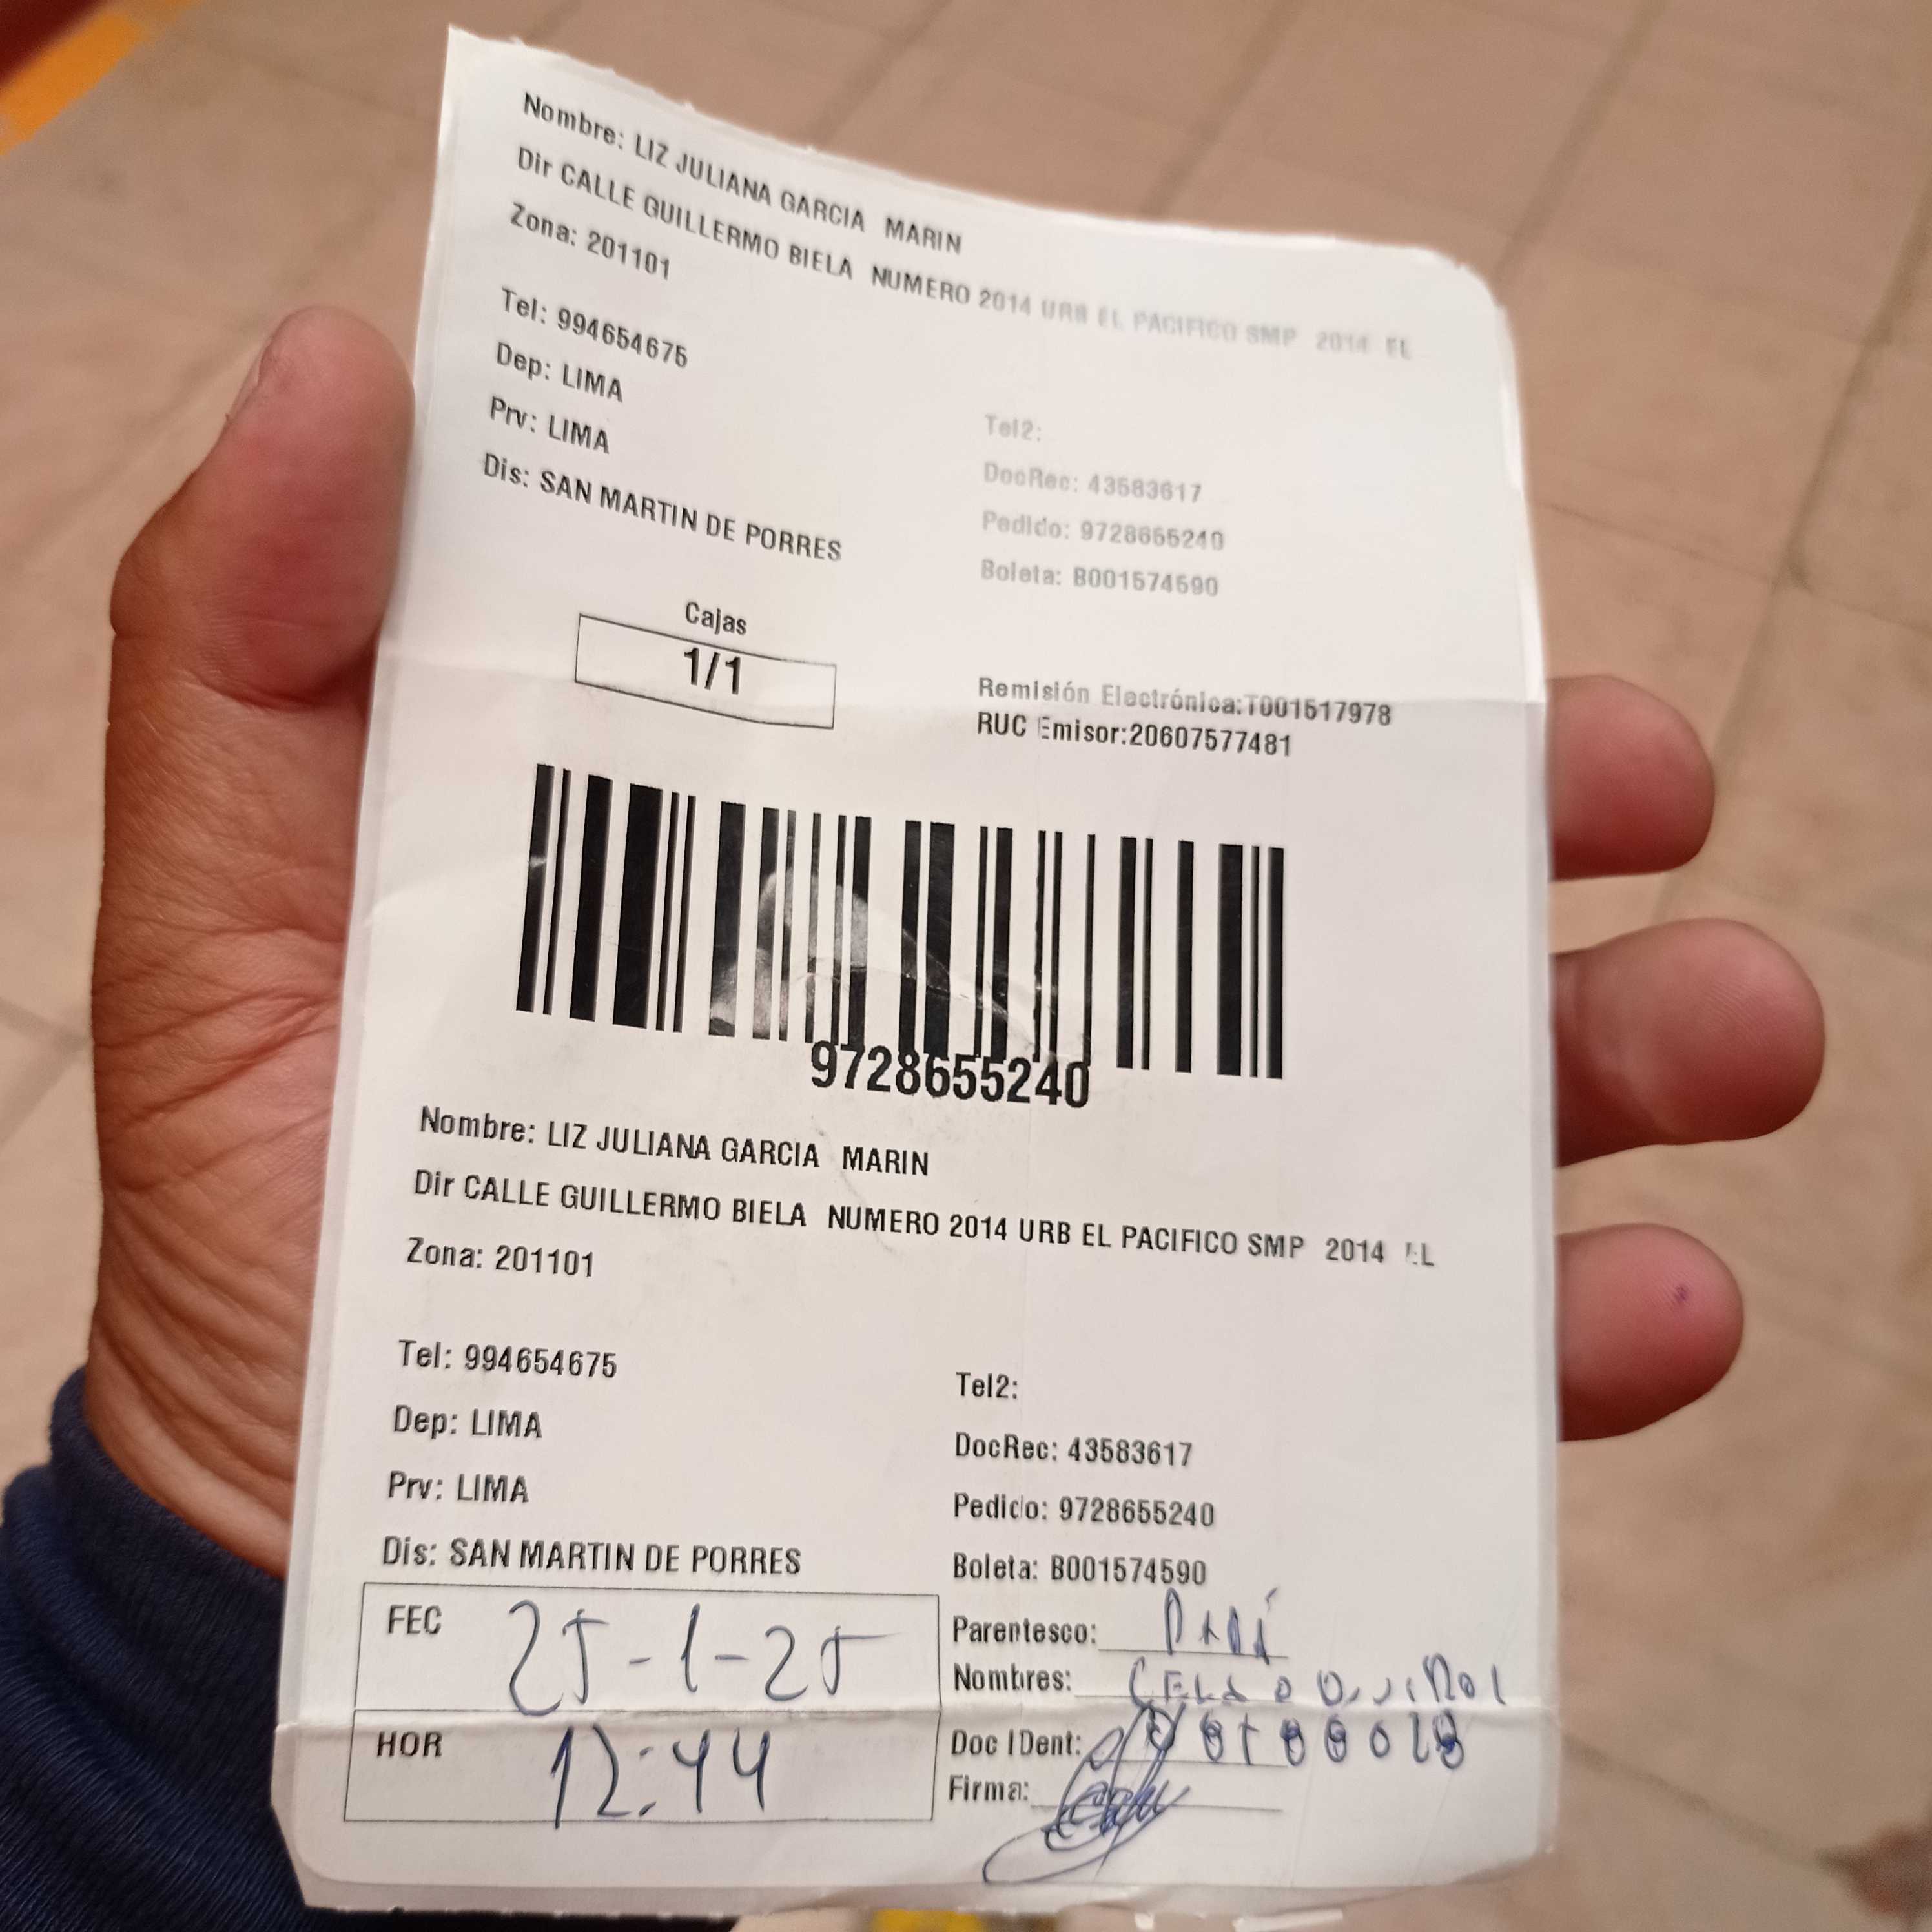 Nombre: LIZ JULIANA GARCIA MARIN
Dir CALLE GUILLERMO BIELA NUMERO 2014 URB EL PACIFICO SMP 2014 EL
Zona: 201101
Tel: 994654675
Dep: LIMA
Prv: LIMA
Dis: SAN MARTIN DE PORRES
Tel2:
DocRec: 43583617
Pedido: 9728655240
Boleta: B001574590
Cajas
1/1
Remisión Electrónica:T001517978
RUC Emisor:20607577481
9728655240
Nombre: LIZ JULIANA GARCIA MARIN
Dir CALLE GUILLERMO BIELA NUMERO 2014 URB EL PACIFICO SMP 2014 EL
Zona: 201101
Tel: 994654675
Dep: LIMA
Prv: LIMA
Dis: SAN MARTIN DE PORRES
Tel2:
DocRec: 43583617
Pedido: 9728655240
Boleta: B001574590
FEC 25-1-25
HOR 12:44
Parentesco:
Nombres:
Doc IDent:
Firma: